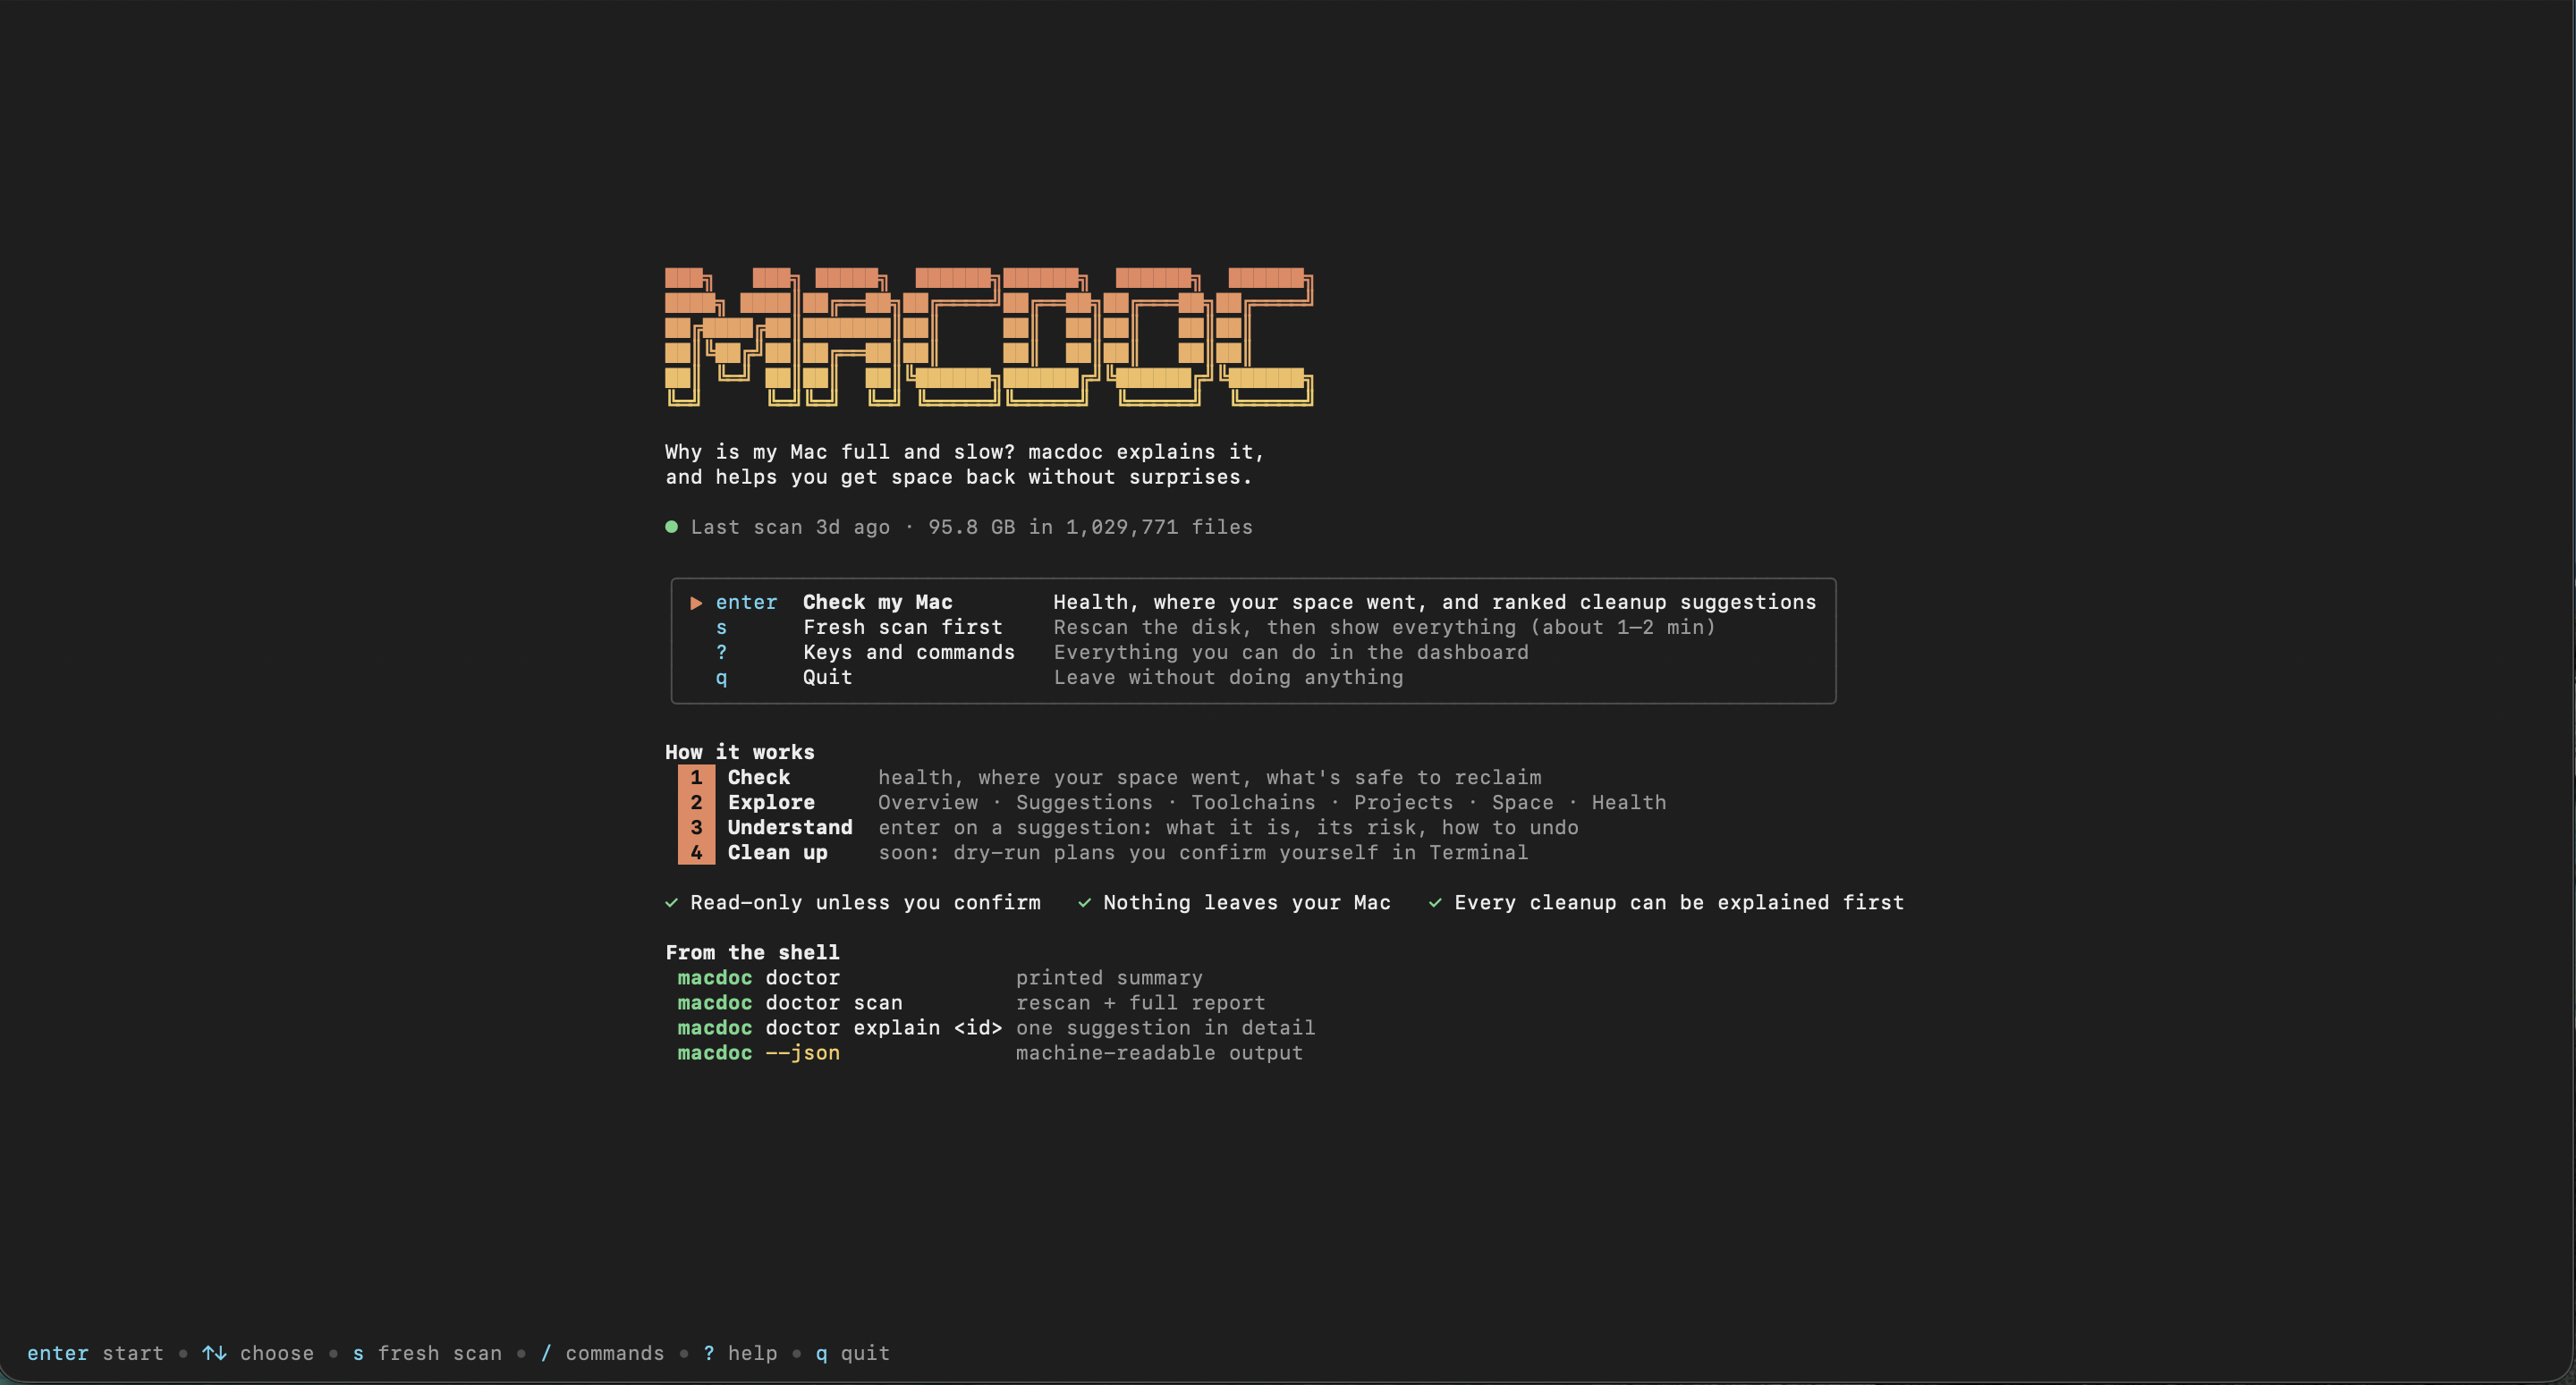 MACDOC
Why is my Mac full and slow? macdoc explains it,
and helps you get space back without surprises.
● Last scan 3d ago · 95.8 GB in 1,029,771 files
▶ enter Check my Mac Health, where your space went, and ranked cleanup suggestions
s Fresh scan first Rescan the disk, then show everything (about 1–2 min)
? Keys and commands Everything you can do in the dashboard
q Quit Leave without doing anything
How it works
1 Check health, where your space went, what's safe to reclaim
2 Explore Overview · Suggestions · Toolchains · Projects · Space · Health
3 Understand enter on a suggestion: what it is, its risk, how to undo
4 Clean up soon: dry-run plans you confirm yourself in Terminal
✓ Read-only unless you confirm ✓ Nothing leaves your Mac ✓ Every cleanup can be explained first
From the shell
macdoc doctor printed summary
macdoc doctor scan rescan + full report
macdoc doctor explain <id> one suggestion in detail
macdoc --json machine-readable output
enter start • ↑↓ choose • s fresh scan • / commands • ? help • q quit